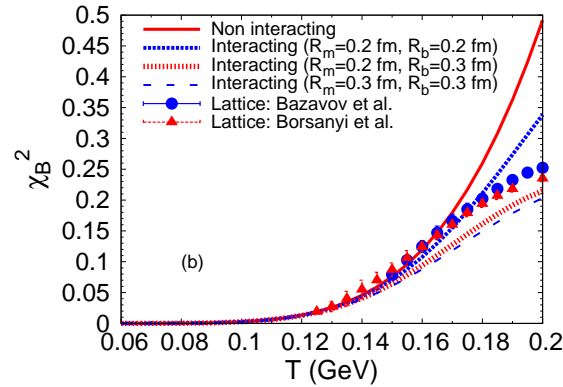 0.5
0.45
0.4
0.35
0.3
0.25
0.2
0.15
0.1
0.05
0
χ_B^2
Non interacting
Interacting (R_m=0.2 fm, R_b=0.2 fm)
Interacting (R_m=0.2 fm, R_b=0.3 fm)
Interacting (R_m=0.3 fm, R_b=0.3 fm)
Lattice: Bazavov et al.
Lattice: Borsanyi et al.
(b)
0.06 0.08 0.1 0.12 0.14 0.16 0.18 0.2
T (GeV)